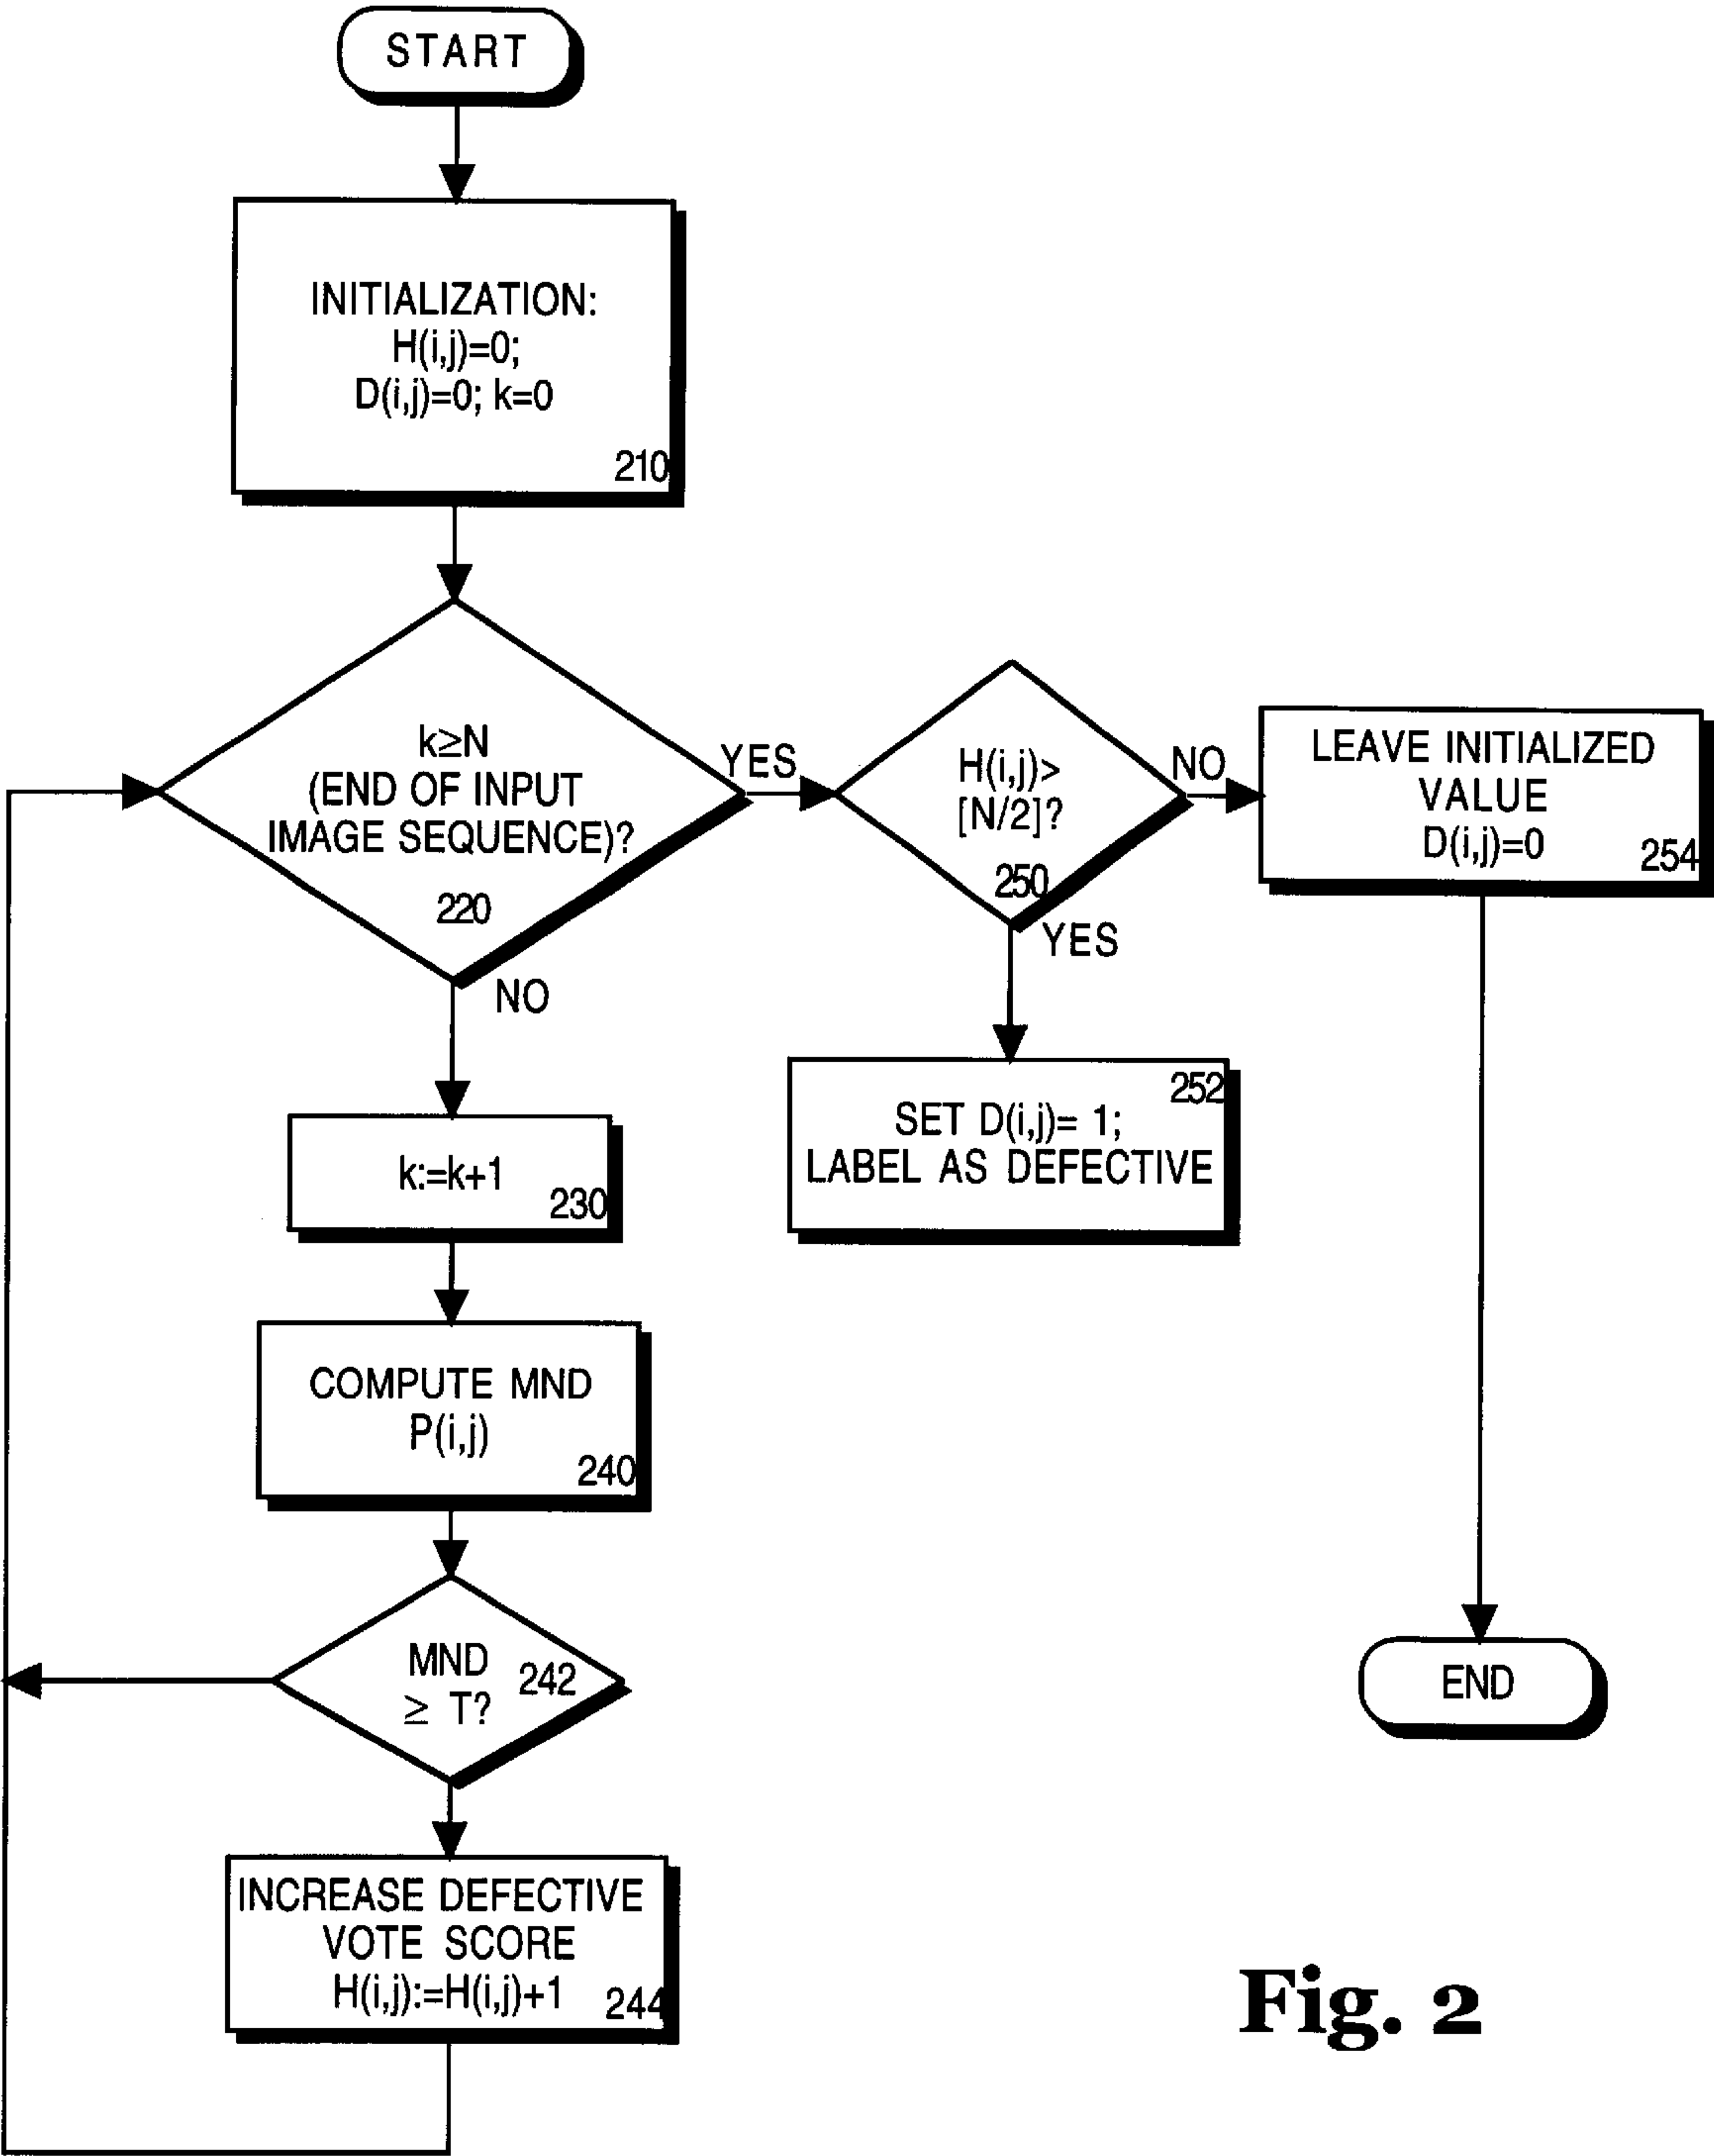 START
INITIALIZATION:
H(i,j)=0;
D(i,j)=0; k=0
210
k≥N
(END OF INPUT
IMAGE SEQUENCE)?
220
YES
NO
H(i,j)>
[N/2]?
250
NO
YES
LEAVE INITIALIZED
VALUE
D(i,j)=0
254
252
SET D(i,j)= 1;
LABEL AS DEFECTIVE
k:=k+1
230
COMPUTE MND
P(i,j)
240
MND
≥ T?
242
INCREASE DEFECTIVE
VOTE SCORE
H(i,j):=H(i,j)+1
244
END
Fig. 2